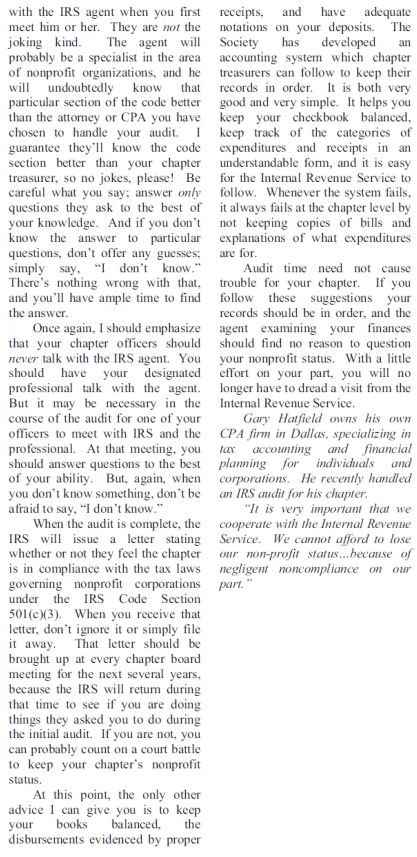 with the IRS agent when you first
meet him or her. They are not the
joking kind. The agent will
probably be a specialist in the area
of nonprofit organizations, and he
will undoubtedly know that
particular section of the code better
than the attorney or CPA you have
chosen to handle your audit. I
guarantee they'll know the code
section better than your chapter
treasurer, so no jokes, please! Be
careful what you say; answer only
questions they ask to the best of
your knowledge. And if you don't
know the answer to particular
questions, don't offer any guesses;
simply say, "I don't know."
There's nothing wrong with that,
and you'll have ample time to find
the answer.
Once again, I should emphasize
that your chapter officers should
never talk with the IRS agent. You
should have your designated
professional talk with the agent.
But it may be necessary in the
course of the audit for one of your
officers to meet with IRS and the
professional. At that meeting, you
should answer questions to the best
of your ability. But, again, when
you don't know something, don't be
afraid to say, "I don't know."
When the audit is complete, the
IRS will issue a letter stating
whether or not they feel the chapter
is in compliance with the tax laws
governing nonprofit corporations
under the IRS Code Section
501(c)(3). When you receive that
letter, don't ignore it or simply file
it away. That letter should be
brought up at every chapter board
meeting for the next several years,
because the IRS will return during
that time to see if you are doing
things they asked you to do during
the initial audit. If you are not, you
can probably count on a court battle
to keep your chapter's nonprofit
status.
At this point, the only other
advice I can give you is to keep
your books balanced, the
disbursements evidenced by proper
receipts, and have adequate
notations on your deposits. The
Society has developed an
accounting system which chapter
treasurers can follow to keep their
records in order. It is both very
good and very simple. It helps you
keep your checkbook balanced,
keep track of the categories of
expenditures and receipts in an
understandable form, and it is easy
for the Internal Revenue Service to
follow. Whenever the system fails,
it always fails at the chapter level by
not keeping copies of bills and
explanations of what expenditures
are for.
Audit time need not cause
trouble for your chapter. If you
follow these suggestions your
records should be in order, and the
agent examining your finances
should find no reason to question
your nonprofit status. With a little
effort on your part, you will no
longer have to dread a visit from the
Internal Revenue Service.
Gary Hatfield owns his own
CPA firm in Dallas, specializing in
tax accounting and financial
planning for individuals and
corporations. He recently handled
an IRS audit for his chapter.
"It is very important that we
cooperate with the Internal Revenue
Service. We cannot afford to lose
our non-profit status…because of
negligent noncompliance on our
part."